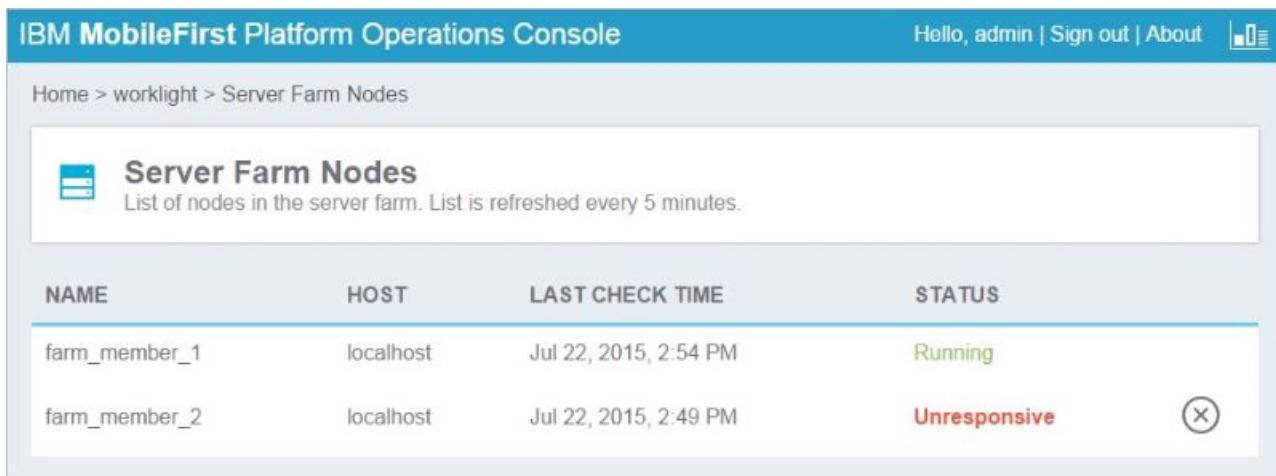 IBM MobileFirst Platform Operations Console Hello, admin | Sign out | About
Home > worklight > Server Farm Nodes
Server Farm Nodes
List of nodes in the server farm. List is refreshed every 5 minutes.
NAME HOST LAST CHECK TIME STATUS
farm_member_1 localhost Jul 22, 2015, 2:54 PM Running
farm_member_2 localhost Jul 22, 2015, 2:49 PM Unresponsive